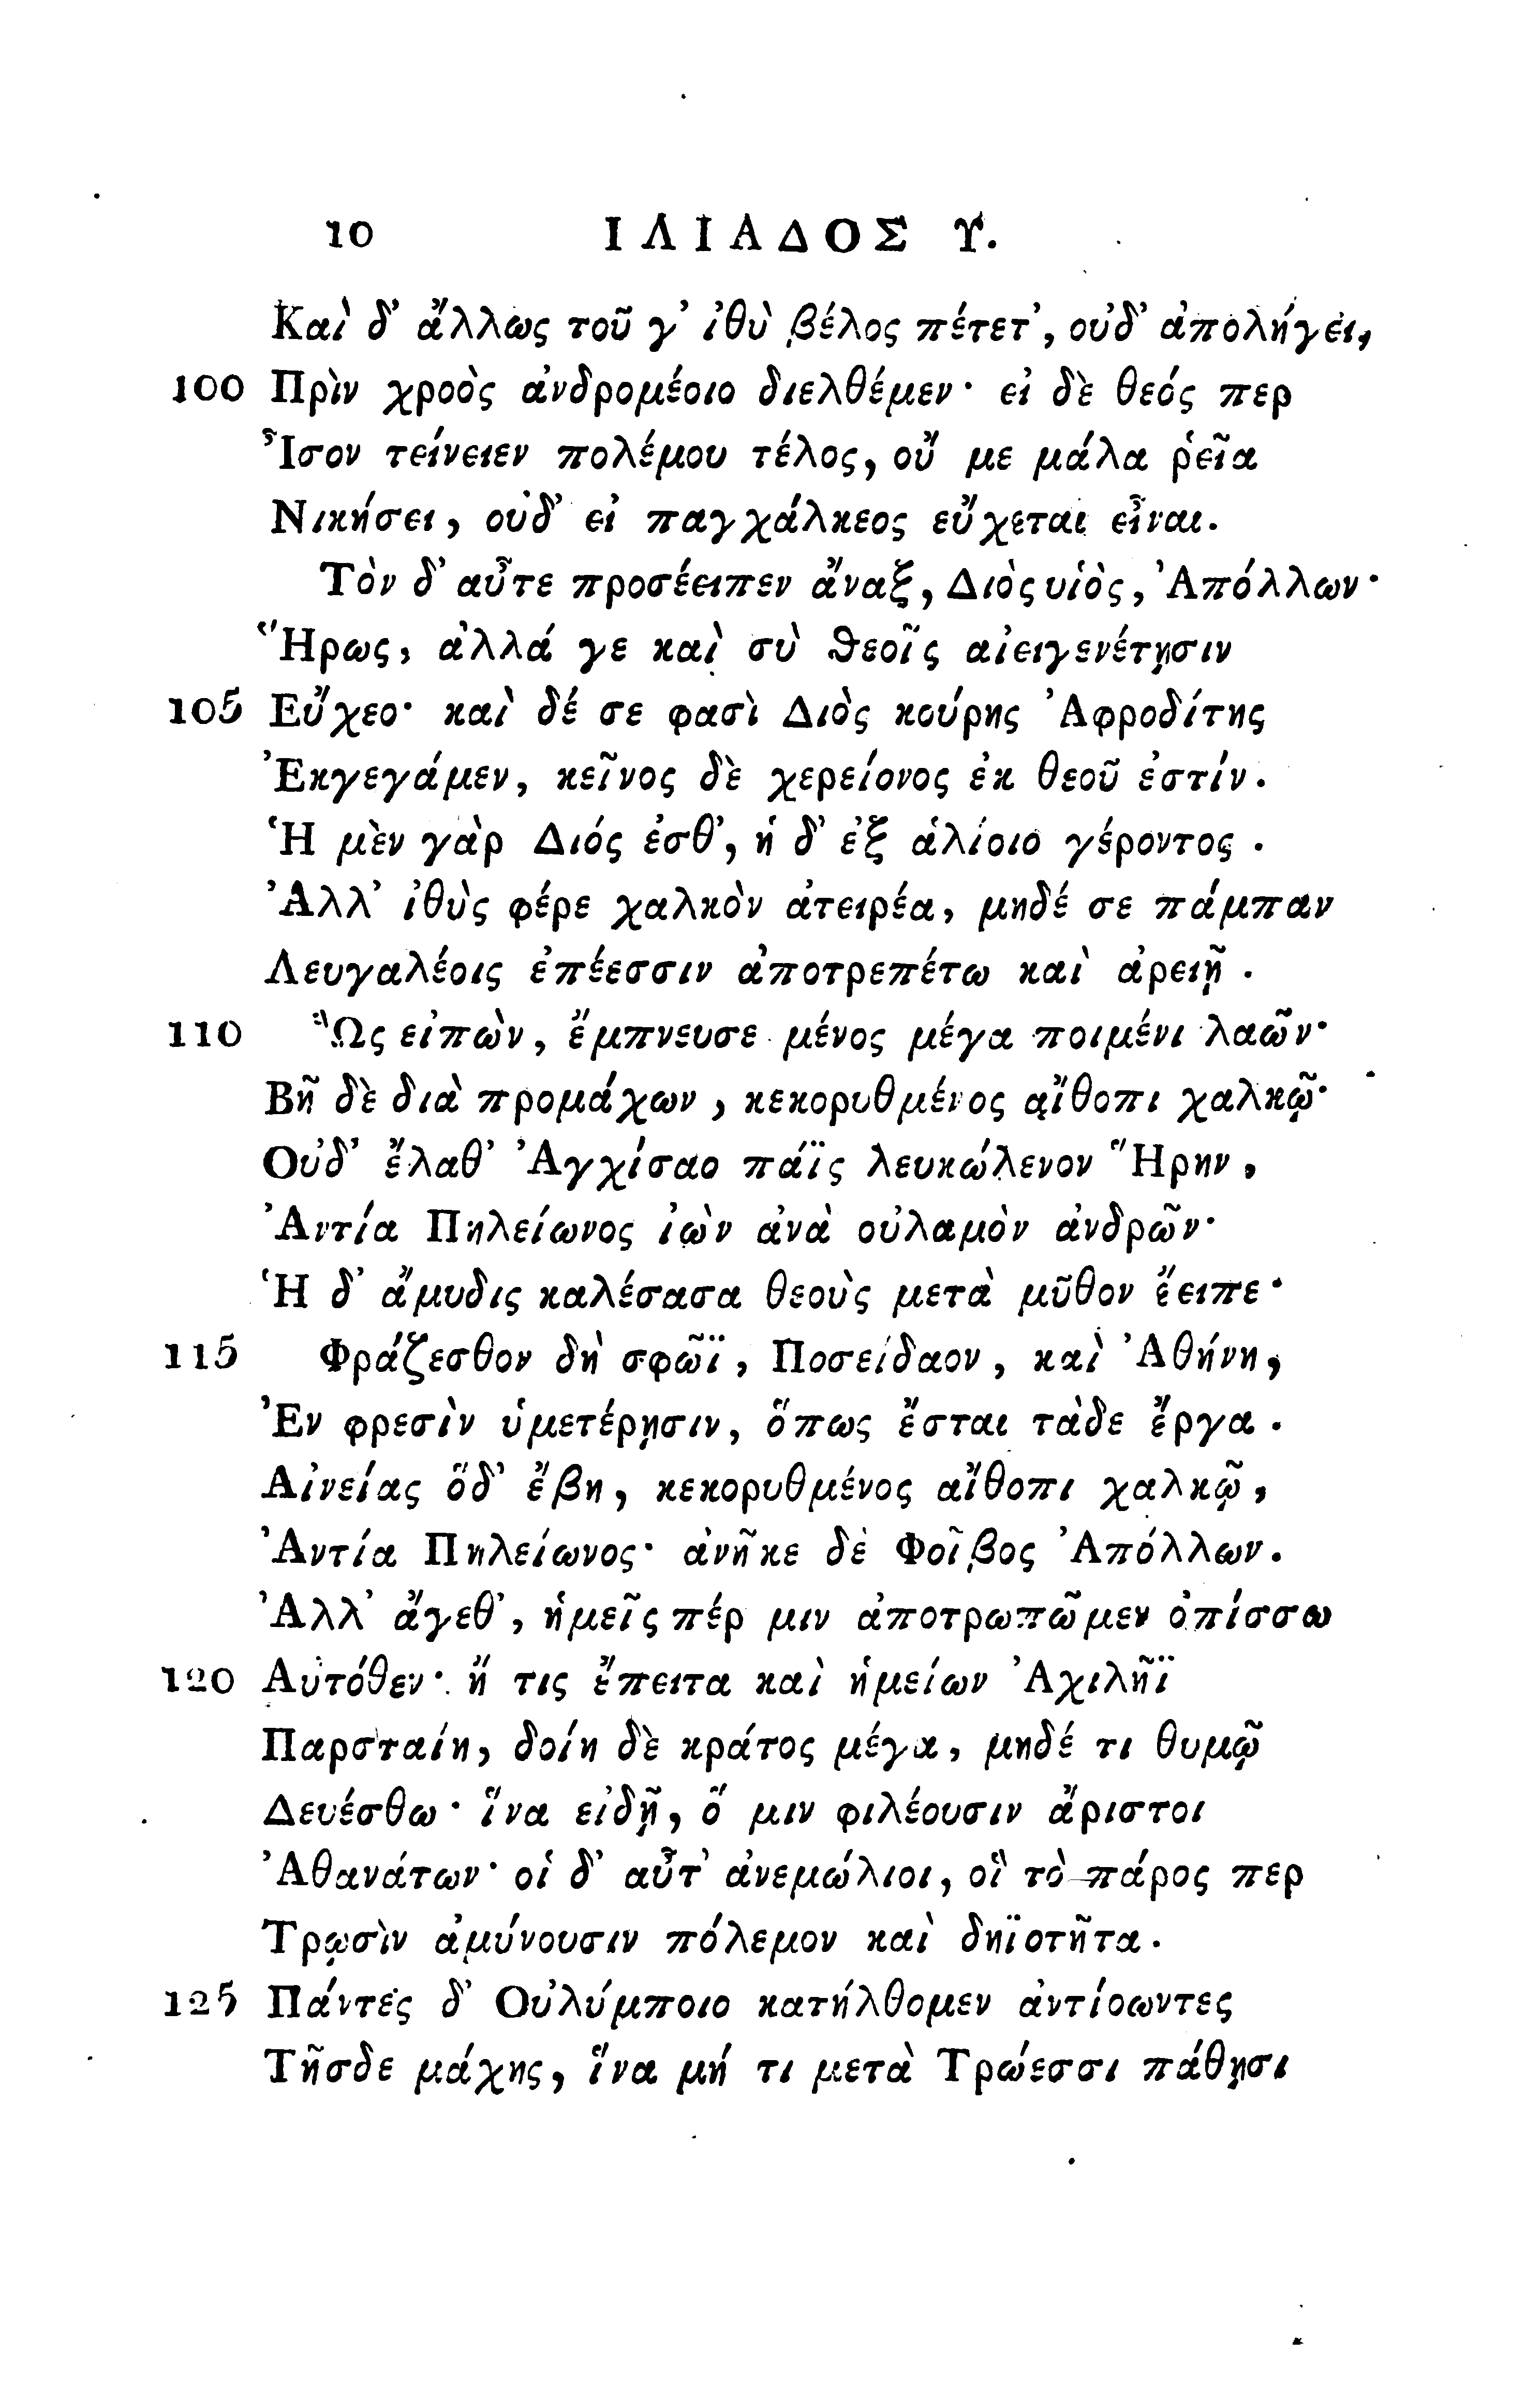 10 ΙΛΙΑΔΟΣ Υ.
Καὶ δ' ἄλλως τοῦ γ' ἰθὺ βέλος πέτετ', οὐδ' ἀπολήγει,
100 Πρὶν χροὸς ἀνδρομέοιο διελθέμεν· εἰ δὲ θεός περ
Ἶσον τείνειεν πολέμου τέλος, οὔ με μάλα ῥεῖα
Νικήσει, οὐδ' εἰ παγχάλκεος εὔχεται εἶναι.
Τὸν δ' αὖτε προσέειπεν ἄναξ, Διὸς υἱὸς, Ἀπόλλων·
Ἥρως, ἀλλά γε καὶ σὺ θεοῖς αἰειγενέτῃσιν
105 Εὔχεο· καὶ δέ σε φασὶ Διὸς κούρης Ἀφροδίτης
Ἐκγεγάμεν, κεῖνος δὲ χερείονος ἐκ θεοῦ ἐστίν.
Ἡ μὲν γὰρ Διός ἐσθ', ἡ δ' ἐξ ἁλίοιο γέροντος.
Ἀλλ' ἰθὺς φέρε χαλκὸν ἀτειρέα, μηδέ σε πάμπαν
Λευγαλέοις ἐπέεσσιν ἀποτρεπέτω καὶ ἀρειῇ.
110 Ὣς εἰπὼν, ἔμπνευσε μένος μέγα ποιμένι λαῶν·
Βῆ δὲ διὰ προμάχων, κεκορυθμένος αἴθοπι χαλκῷ·
Οὐδ' ἔλαθ' Ἀγχίσαο πάϊς λευκώλενον Ἥρην,
Ἀντία Πηλείωνος ἰὼν ἀνὰ οὐλαμὸν ἀνδρῶν·
Ἡ δ' ἄμυδις καλέσασα θεοὺς μετὰ μῦθον ἔειπε·
115 Φράζεσθον δὴ σφῶϊ, Ποσείδαον, καὶ Ἀθήνη,
Ἐν φρεσὶν ὑμετέρῃσιν, ὅπως ἔσται τάδε ἔργα.
Αἰνείας ὅδ' ἔβη, κεκορυθμένος αἴθοπι χαλκῷ,
Ἀντία Πηλείωνος· ἀνῆκε δὲ Φοῖβος Ἀπόλλων.
Ἀλλ' ἄγεθ', ἡμεῖς πέρ μιν ἀποτρωπῶμεν ὀπίσσω
120 Αὐτόθεν· ἤ τις ἔπειτα καὶ ἡμείων Ἀχιλῆϊ
Παρσταίη, δοίη δὲ κράτος μέγα, μηδέ τι θυμῷ
Δευέσθω· ἵνα εἰδῇ, ὅ μιν φιλέουσιν ἄριστοι
Ἀθανάτων· οἱ δ' αὖτ' ἀνεμώλιοι, οἳ τὸ πάρος περ
Τρωσὶν ἀμύνουσιν πόλεμον καὶ δηϊοτῆτα.
125 Πάντες δ' Οὐλύμποιο κατήλθομεν ἀντιόωντες
Τῆσδε μάχης, ἵνα μή τι μετὰ Τρώεσσι πάθῃσι